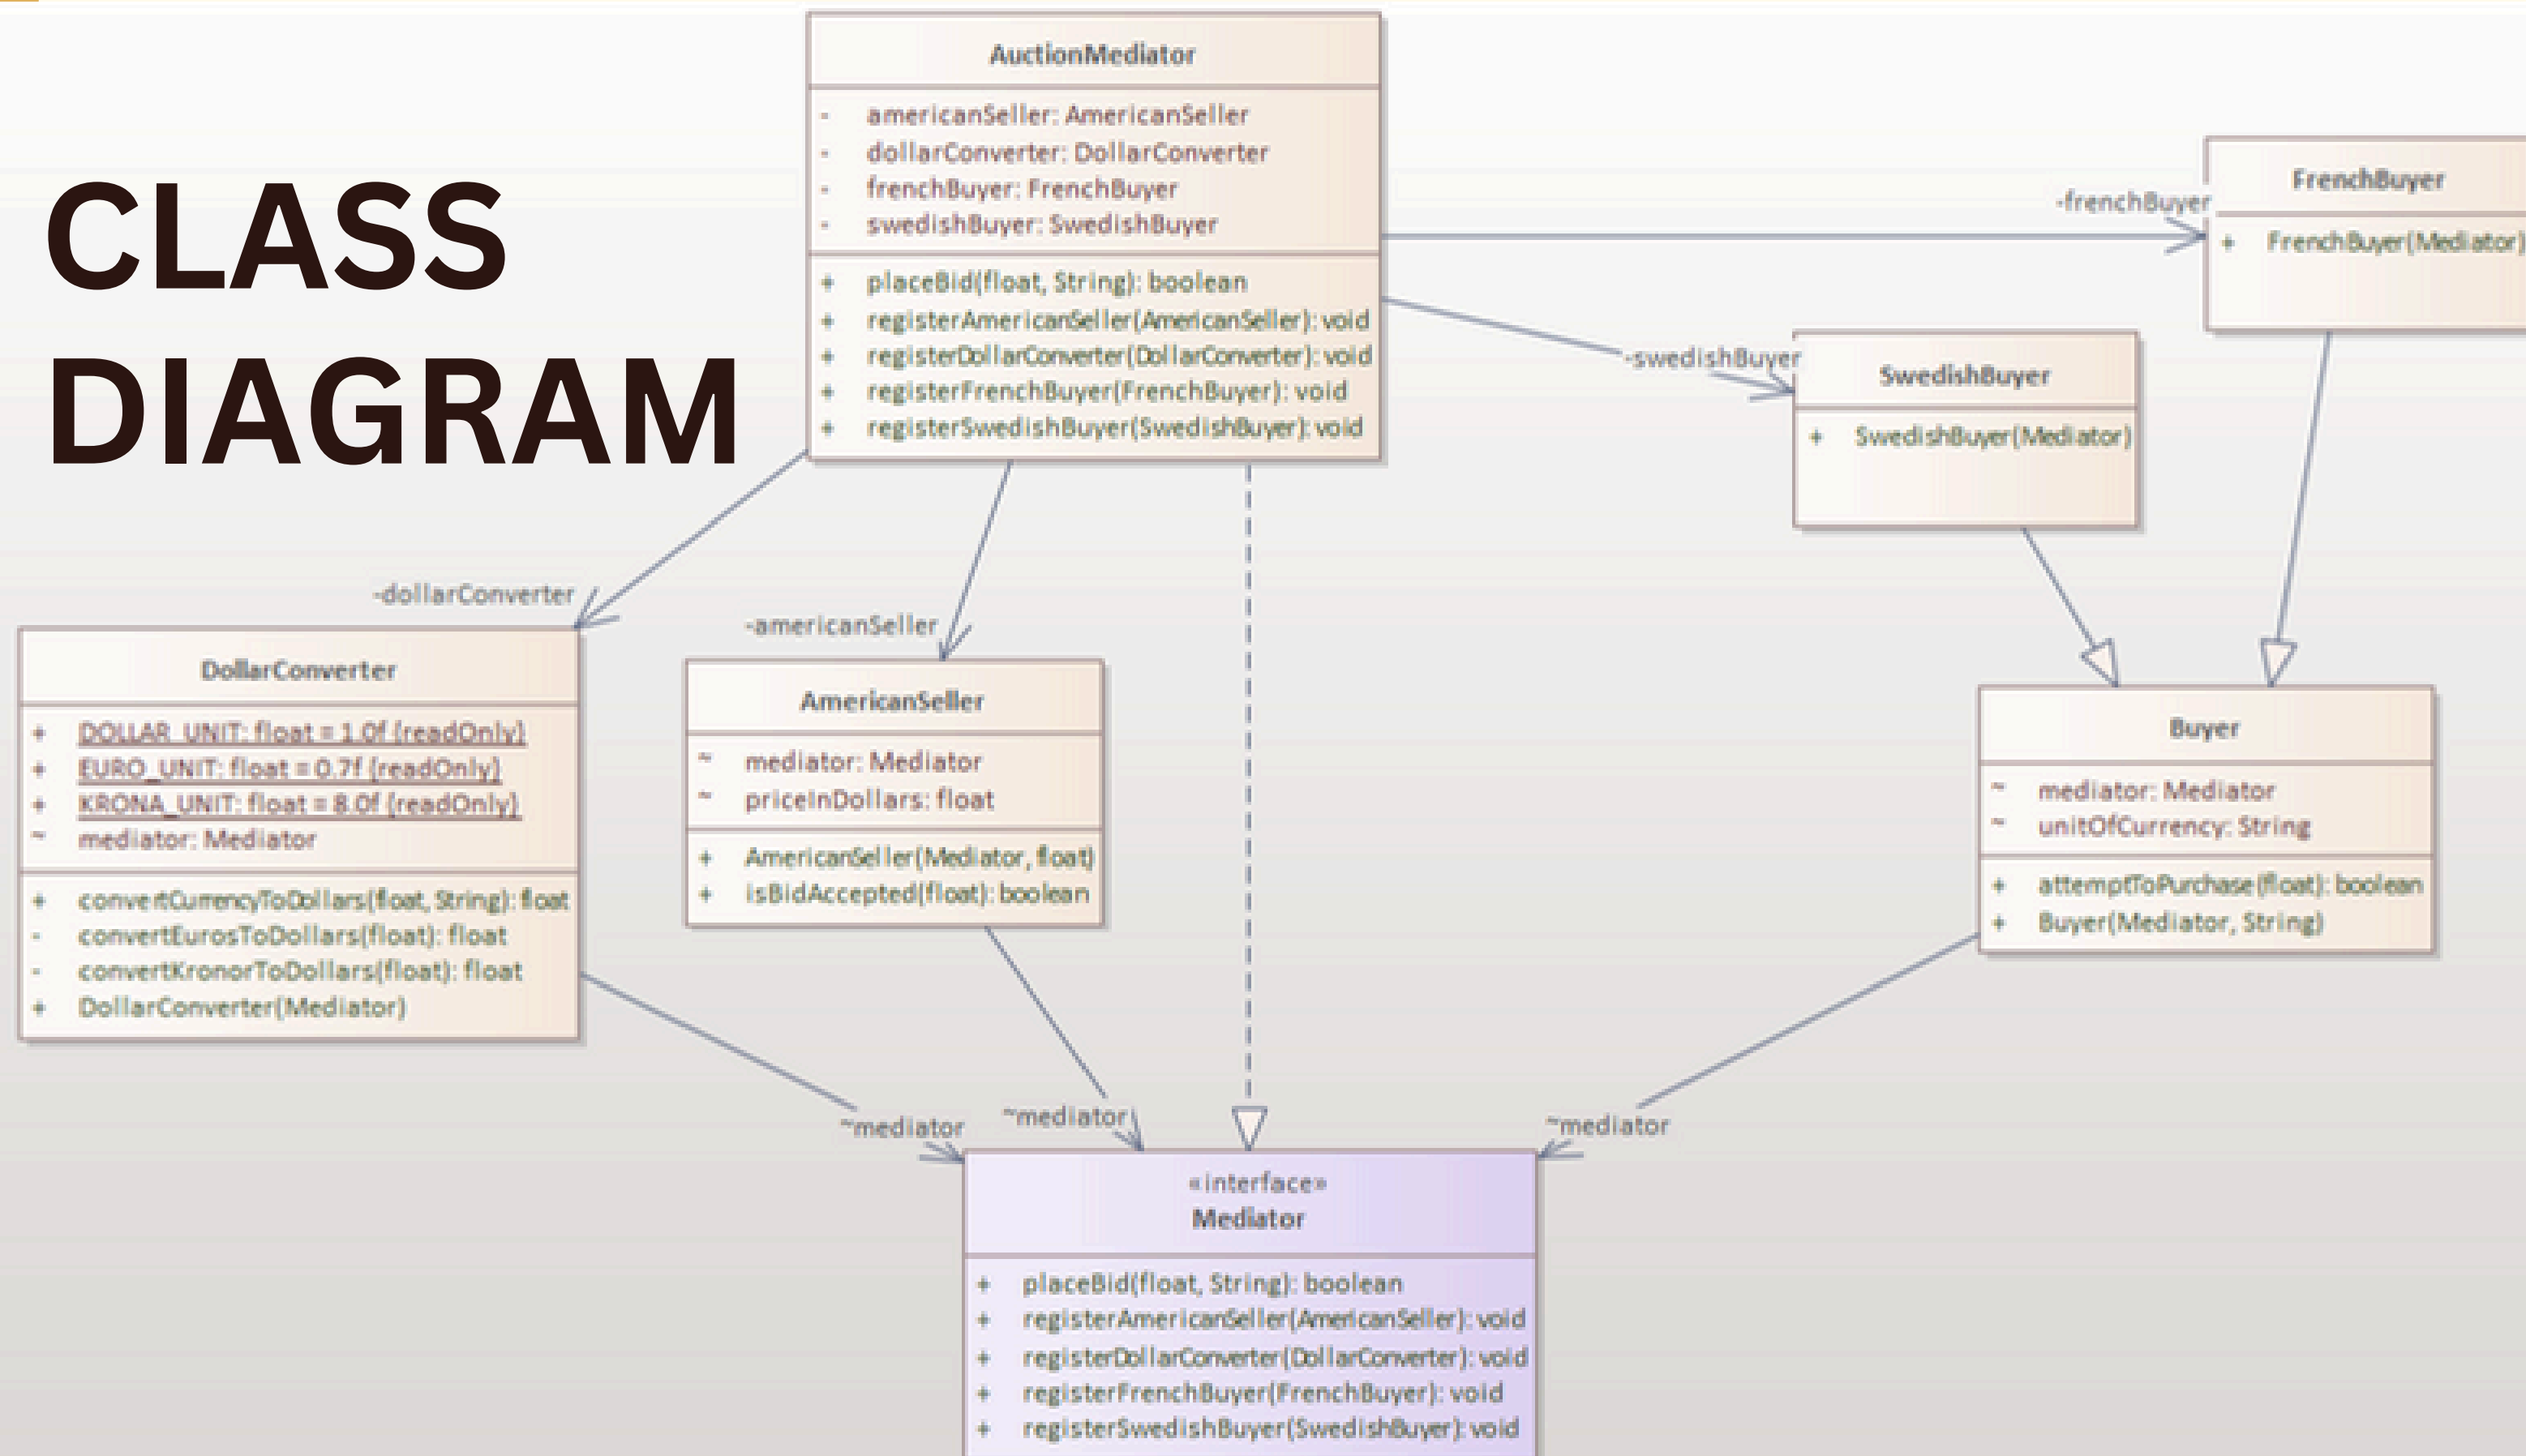 CLASS
DIAGRAM
AuctionMediator
- americanSeller: AmericanSeller
- dollarConverter: DollarConverter
- frenchBuyer: FrenchBuyer
- swedishBuyer: SwedishBuyer
+ placeBid(float, String): boolean
+ registerAmericanSeller(AmericanSeller): void
+ registerDollarConverter(DollarConverter): void
+ registerFrenchBuyer(FrenchBuyer): void
+ registerSwedishBuyer(SwedishBuyer): void
-frenchBuyer
FrenchBuyer
+ FrenchBuyer(Mediator)
-swedishBuyer
SwedishBuyer
+ SwedishBuyer(Mediator)
-dollarConverter
-americanSeller
DollarConverter
+ DOLLAR_UNIT: float = 1.0f {readOnly}
+ EURO_UNIT: float = 0.7f {readOnly}
+ KRONA_UNIT: float = 8.0f {readOnly}
~ mediator: Mediator
+ convertCurrencyToDollars(float, String): float
- convertEurosToDollars(float): float
- convertKronorToDollars(float): float
+ DollarConverter(Mediator)
AmericanSeller
~ mediator: Mediator
~ priceInDollars: float
+ AmericanSeller(Mediator, float)
+ isBidAccepted(float): boolean
Buyer
~ mediator: Mediator
~ unitOfCurrency: String
+ attemptToPurchase(float): boolean
+ Buyer(Mediator, String)
~mediator
~mediator
~mediator
«interface»
Mediator
+ placeBid(float, String): boolean
+ registerAmericanSeller(AmericanSeller): void
+ registerDollarConverter(DollarConverter): void
+ registerFrenchBuyer(FrenchBuyer): void
+ registerSwedishBuyer(SwedishBuyer): void